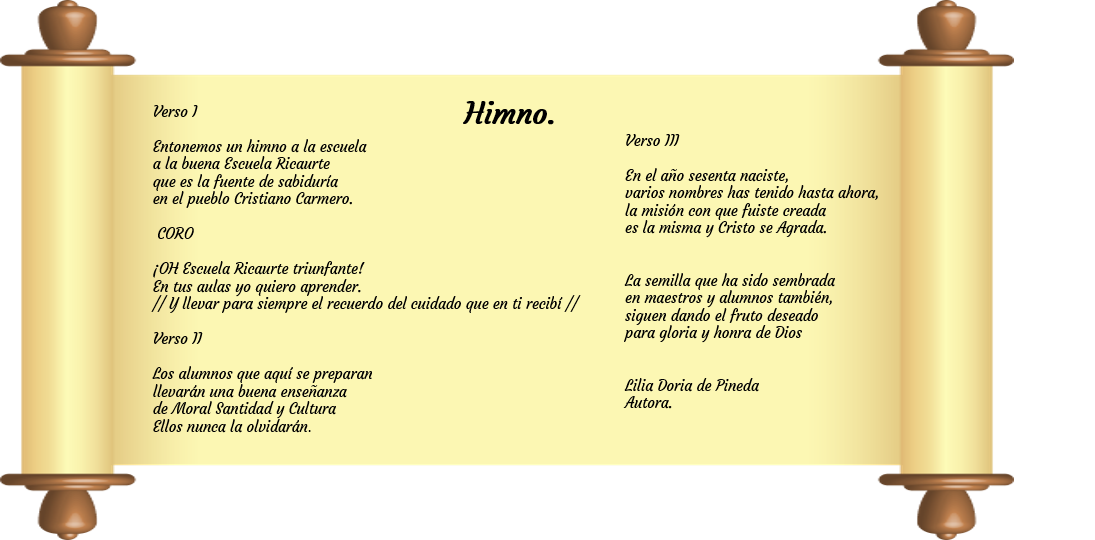 Himno.
Verso I
Entonemos un himno a la escuela
a la buena Escuela Ricaurte
que es la fuente de sabiduría
en el pueblo Cristiano Carmero.
CORO
¡OH Escuela Ricaurte triunfante!
En tus aulas yo quiero aprender.
// Y llevar para siempre el recuerdo del cuidado que en ti recibí //
Verso II
Los alumnos que aquí se preparan
llevarán una buena enseñanza
de Moral Santidad y Cultura
Ellos nunca la olvidarán.
Verso III
En el año sesenta naciste,
varios nombres has tenido hasta ahora,
la misión con que fuiste creada
es la misma y Cristo se Agrada.
La semilla que ha sido sembrada
en maestros y alumnos también,
siguen dando el fruto deseado
para gloria y honra de Dios
Lilia Doria de Pineda
Autora.